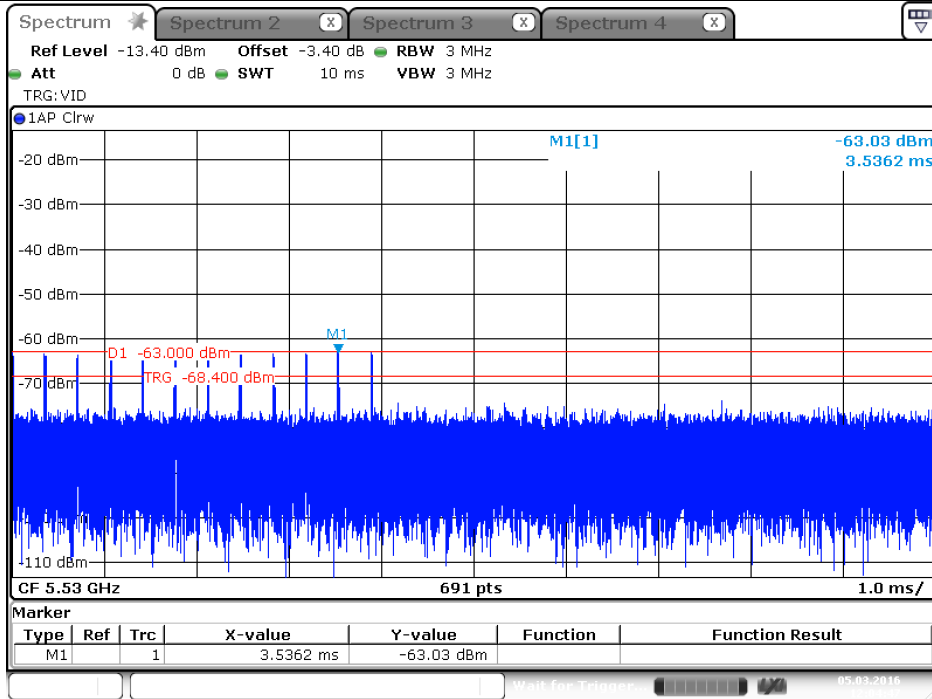 Spectrum Spectrum 2 X Spectrum 3 X Spectrum 4 X
Ref Level -13.40 dBm Offset -3.40 dB RBW 3 MHz
Att 0 dB SWT 10 ms VBW 3 MHz
TRG:VID
1AP Clrw
M1[1] -63.03 dBm
3.5362 ms
-20 dBm
-30 dBm
-40 dBm
-50 dBm
-60 dBm
M1
D1 -63.000 dBm
TRG -68.400 dBm
-70 dBm
-110 dBm
CF 5.53 GHz 691 pts 1.0 ms/
Marker
Type Ref Trc X-value Y-value Function Function Result
M1 1 3.5362 ms -63.03 dBm
Wait for Trigger... 05.03.2016